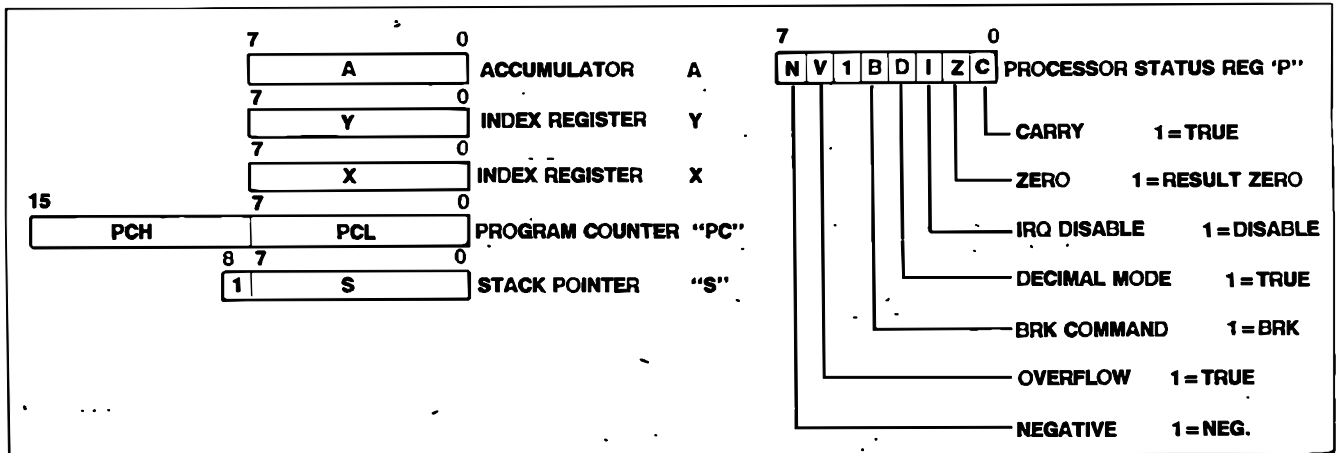 7 0
A ACCUMULATOR A
7 0
Y INDEX REGISTER Y
7 0
X INDEX REGISTER X
15 7 0
PCH PCL PROGRAM COUNTER "PC"
8 7 0
1 S STACK POINTER "S"
7 0
N V 1 B D I Z C PROCESSOR STATUS REG 'P"
CARRY 1=TRUE
ZERO 1=RESULT ZERO
IRQ DISABLE 1=DISABLE
DECIMAL MODE 1=TRUE
BRK COMMAND 1=BRK
OVERFLOW 1=TRUE
NEGATIVE 1=NEG.